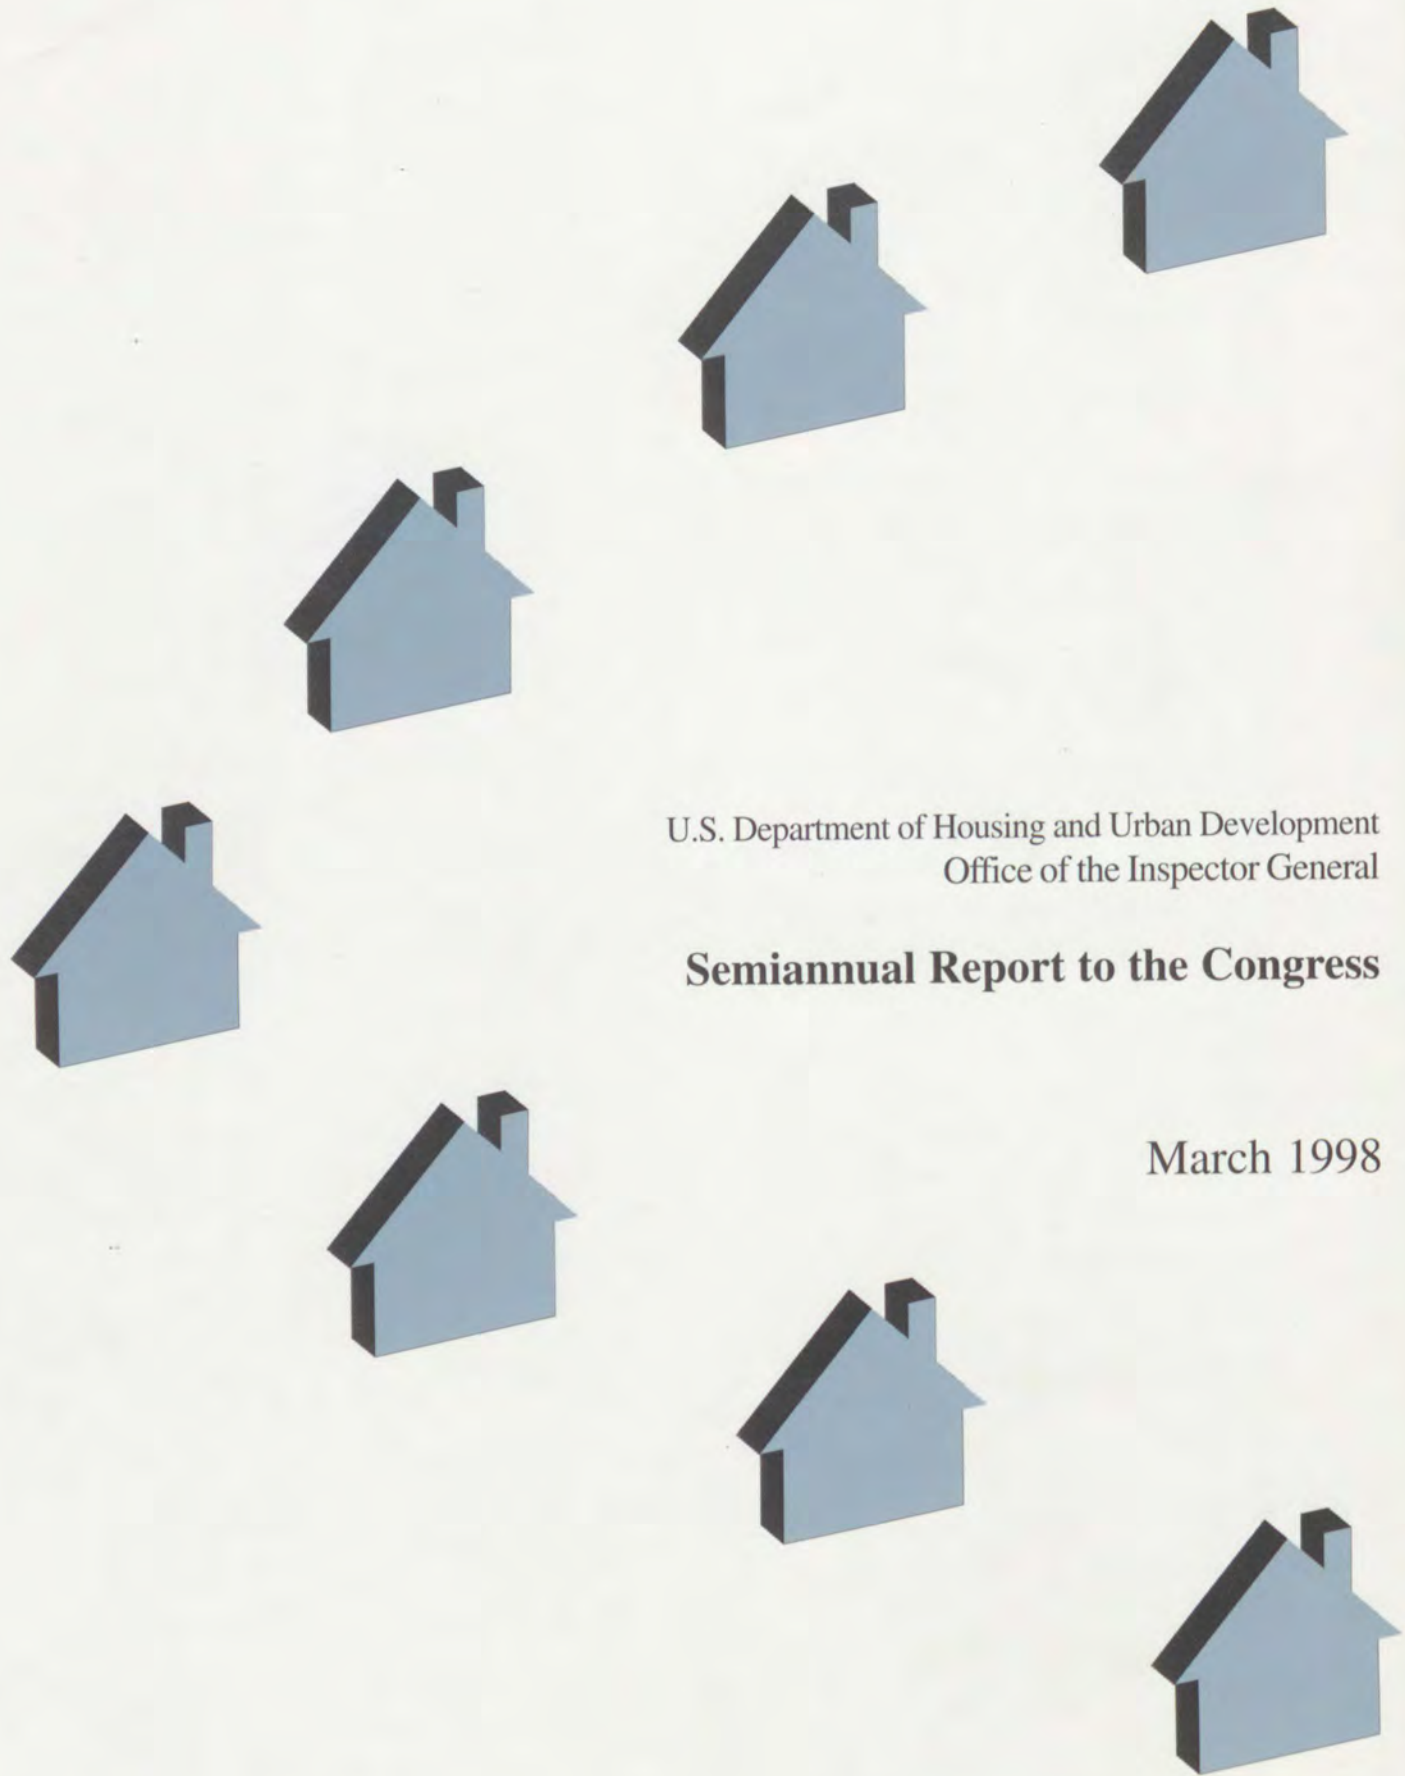 U.S. Department of Housing and Urban Development
Office of the Inspector General
Semiannual Report to the Congress
March 1998